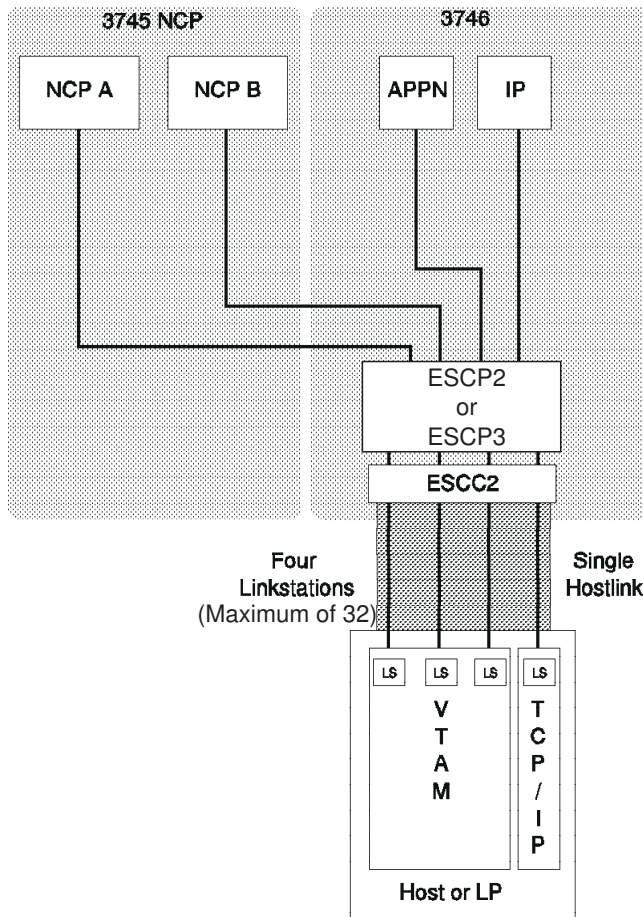 3745 NCP
3746
NCP A
NCP B
APPN
IP
ESCP2
or
ESCP3
ESCC2
Four
Linkstations
(Maximum of 32)
Single
Hostlink
LS
LS
LS
LS
V
T
A
M
T
C
P
/
I
P
Host or LP